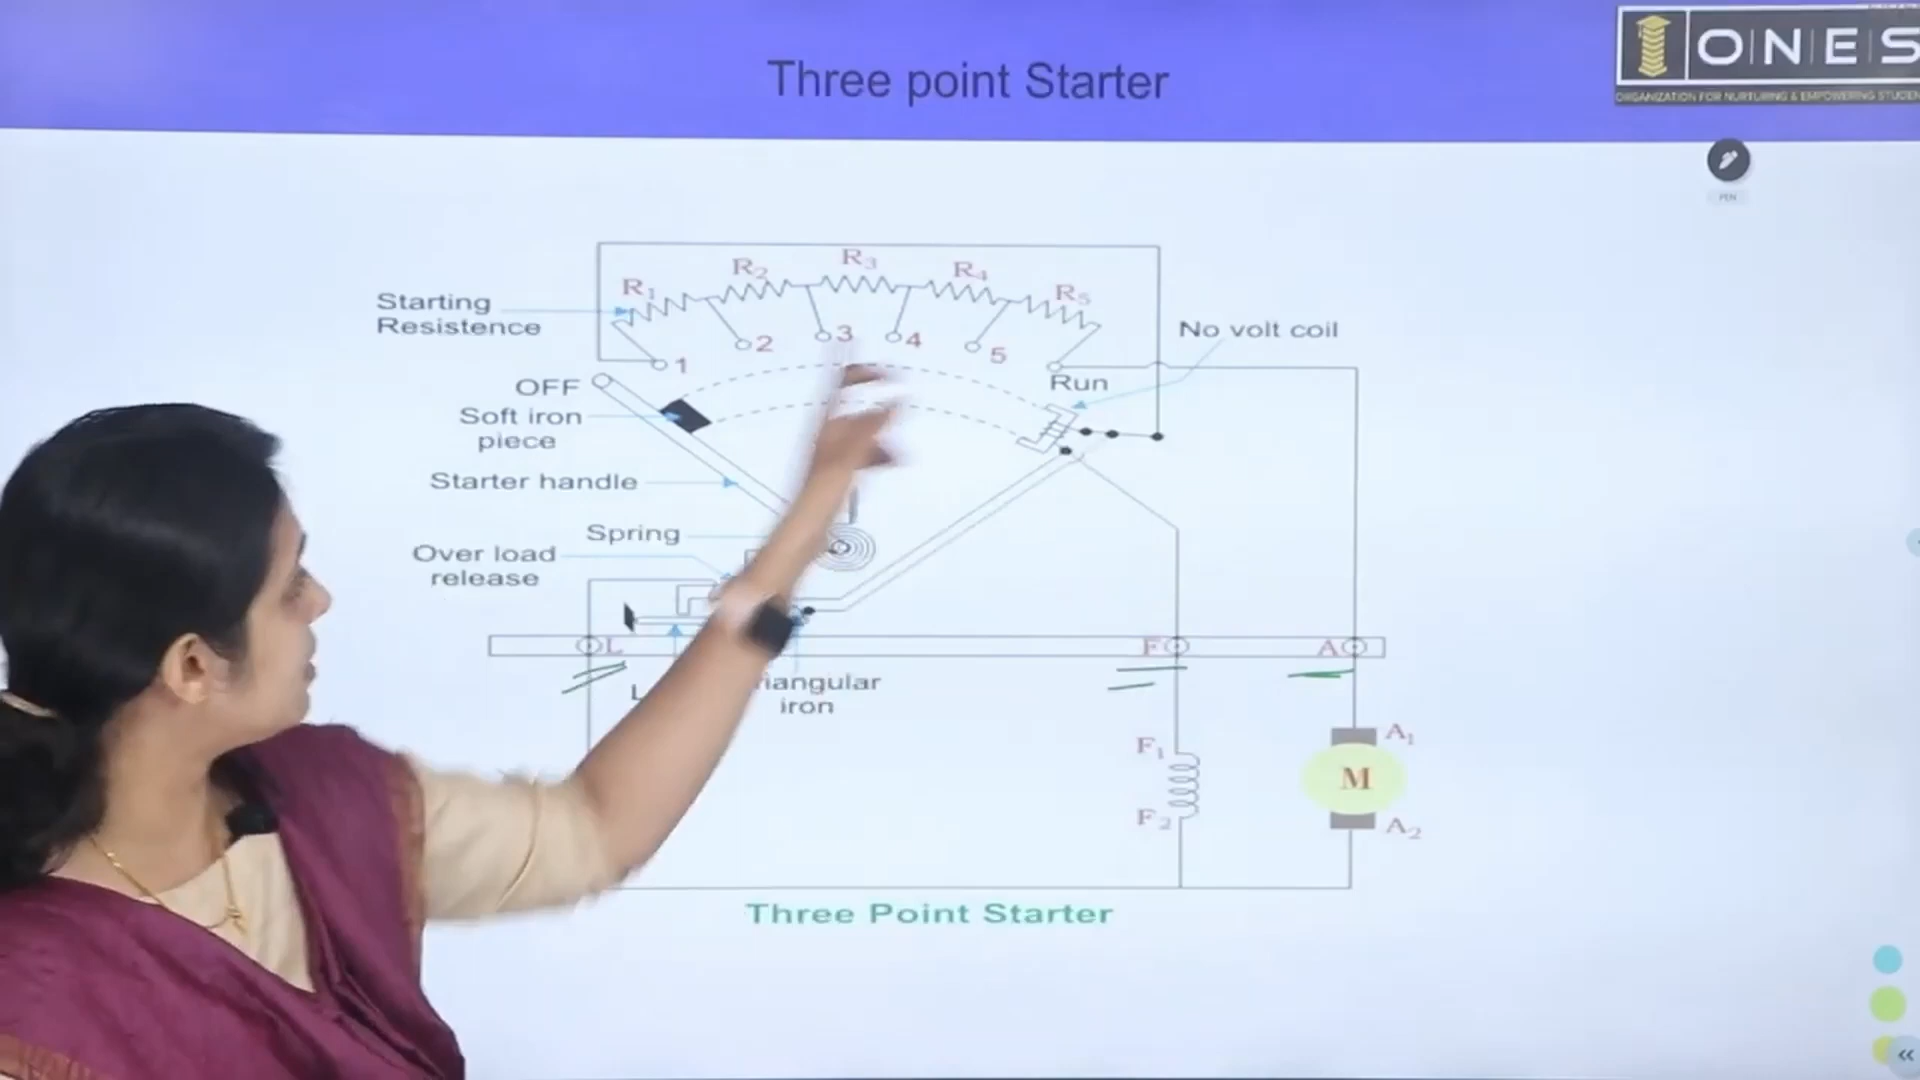 Three point Starter
ONES
ORGANIZATION FOR NURTURING & EMPOWERING STUDEN
PEN
R1
R2
R3
R4
R5
Starting
Resistence
1
2
3
4
5
No volt coil
OFF
Run
Soft iron
piece
Starter handle
Spring
Over load
release
L
F
A
L
iangular
iron
F1
A1
M
F2
A2
Three Point Starter
«